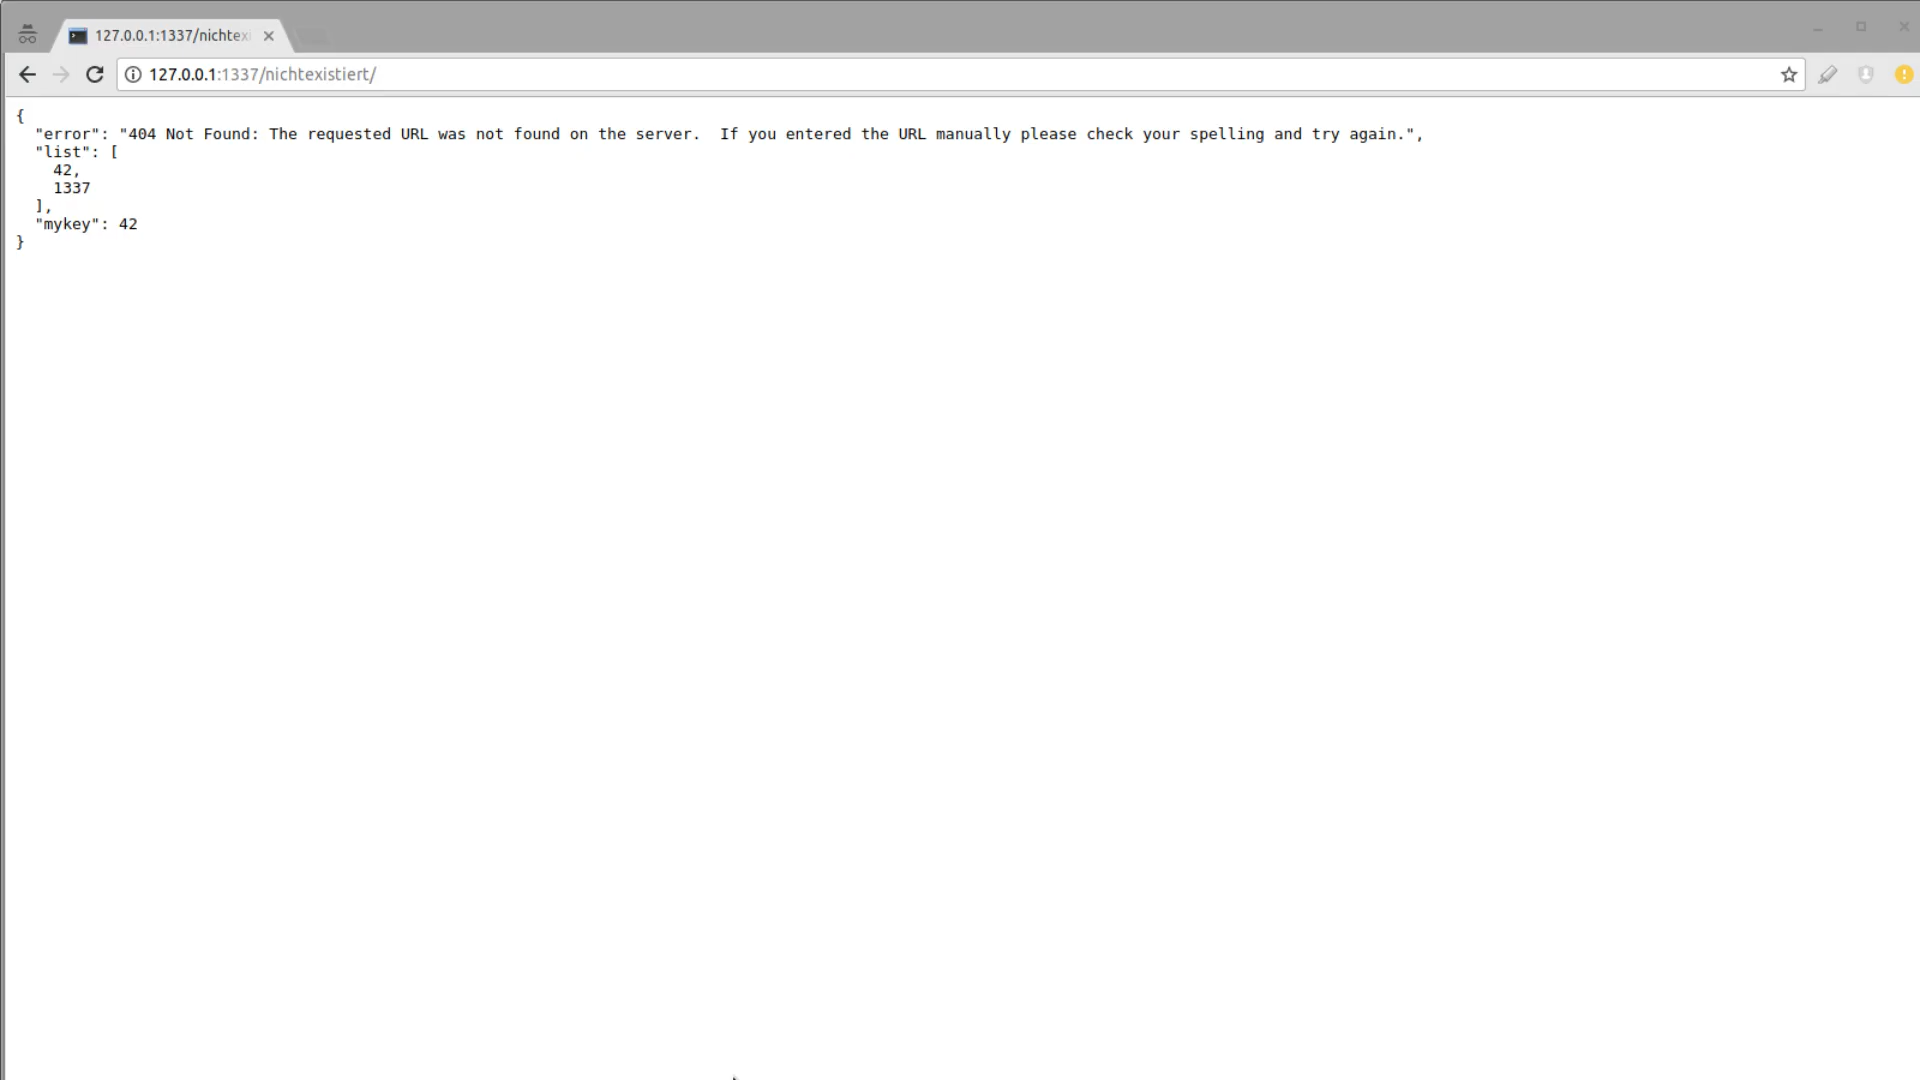 127.0.0.1:1337/nichtex
127.0.0.1:1337/nichtexistiert/
{
  "error": "404 Not Found: The requested URL was not found on the server.  If you entered the URL manually please check your spelling and try again.",
  "list": [
    42,
    1337
  ],
  "mykey": 42
}